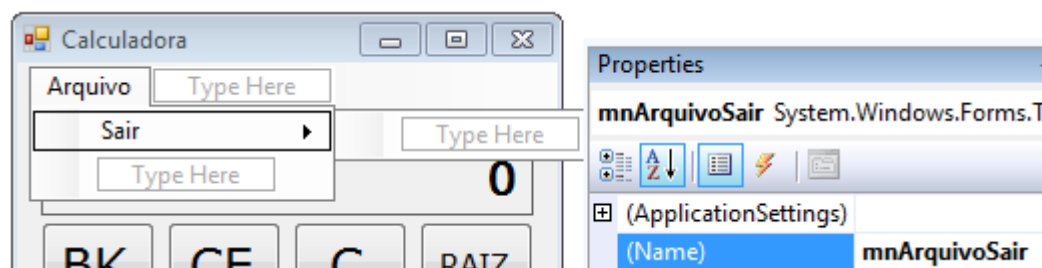 Calculadora
Arquivo Type Here
Sair Type Here
Type Here
0
BK CE C RAIZ
Properties
mnArquivoSair System.Windows.Forms.T
(ApplicationSettings)
(Name) mnArquivoSair